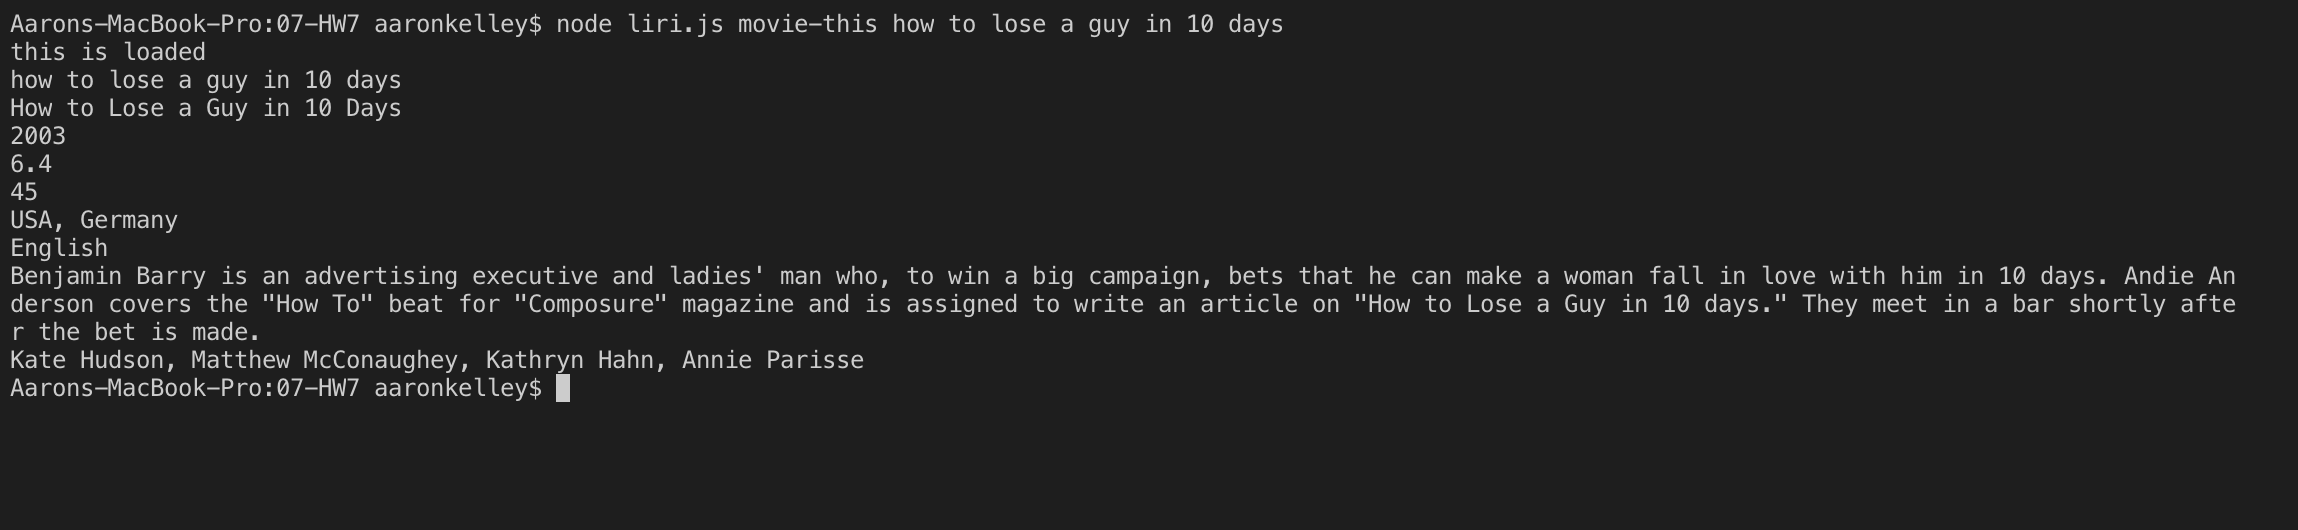 Aarons-MacBook-Pro:07-HW7 aaronkelley$ node liri.js movie-this how to lose a guy in 10 days
this is loaded
how to lose a guy in 10 days
How to Lose a Guy in 10 Days
2003
6.4
45
USA, Germany
English
Benjamin Barry is an advertising executive and ladies' man who, to win a big campaign, bets that he can make a woman fall in love with him in 10 days. Andie An
derson covers the "How To" beat for "Composure" magazine and is assigned to write an article on "How to Lose a Guy in 10 days." They meet in a bar shortly afte
r the bet is made.
Kate Hudson, Matthew McConaughey, Kathryn Hahn, Annie Parisse
Aarons-MacBook-Pro:07-HW7 aaronkelley$